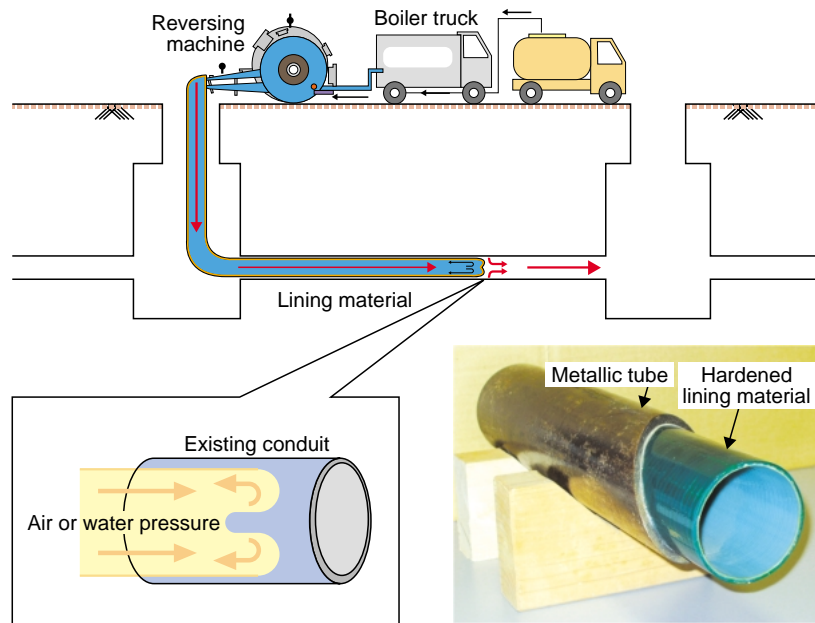 Reversing
machine
Boiler truck
Lining material
Existing conduit
Air or water pressure
Metallic tube
Hardened
lining material